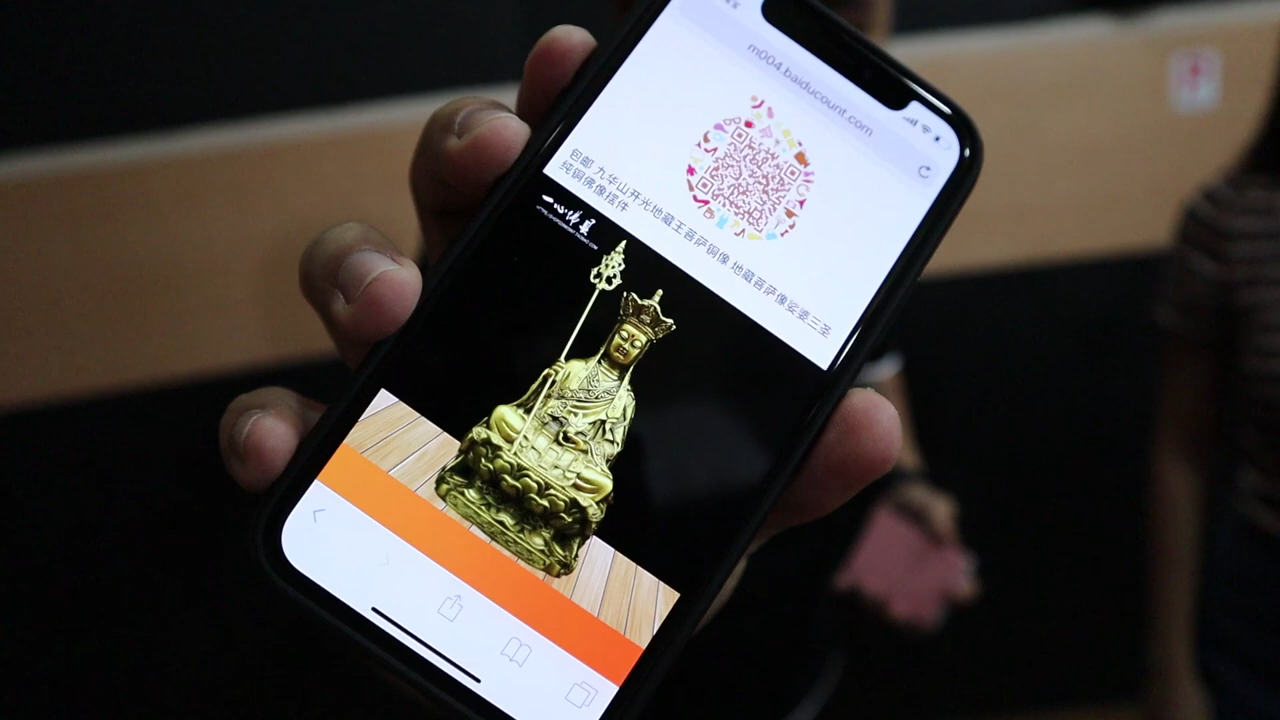 m004.baiducount.com
包邮 九华山开光地藏王菩萨铜像 地藏菩萨像娑婆三圣
纯铜佛像摆件
一心佛具